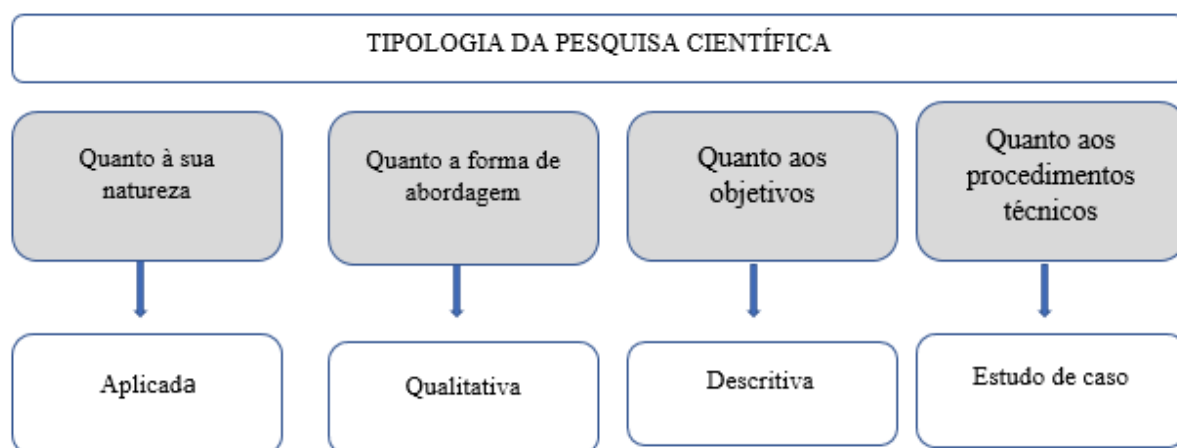 TIPOLOGIA DA PESQUISA CIENTÍFICA
Quanto à sua
natureza
Quanto a forma de
abordagem
Quanto aos
objetivos
Quanto aos
procedimentos
técnicos
Aplicada
Qualitativa
Descritiva
Estudo de caso